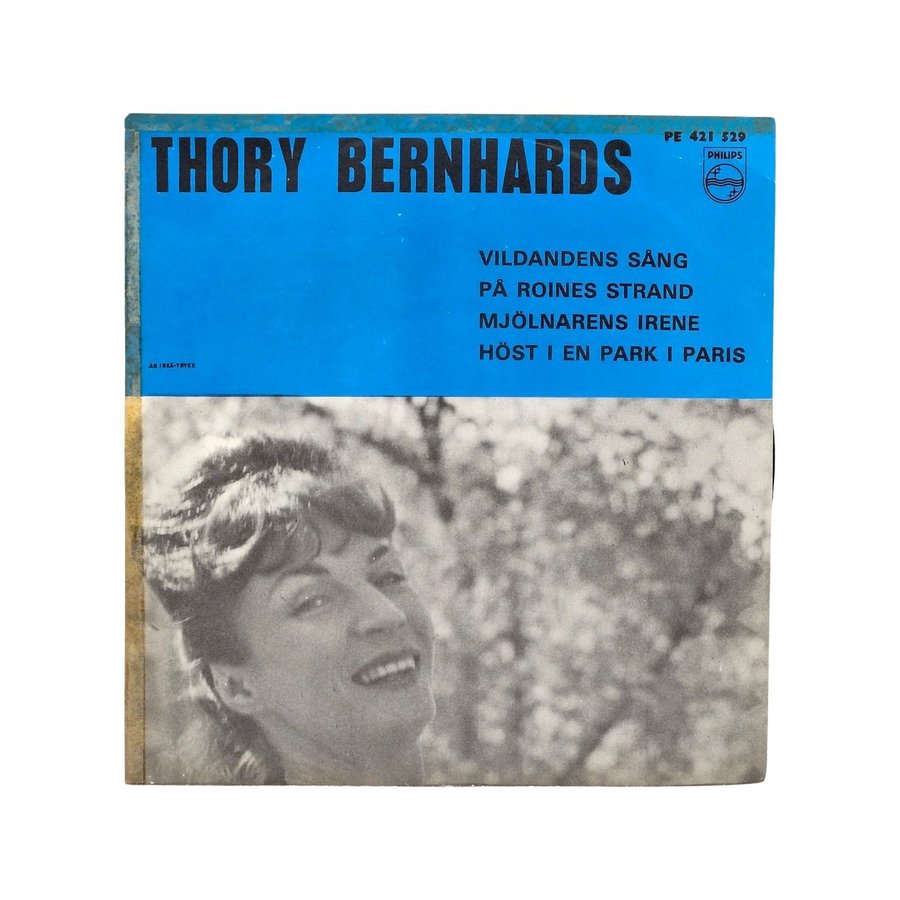 PE 421 529
THORY BERNHARDS
PHILIPS
VILDANDENS SÅNG
PÅ ROINES STRAND
MJÖLNARENS IRENE
HÖST I EN PARK I PARIS